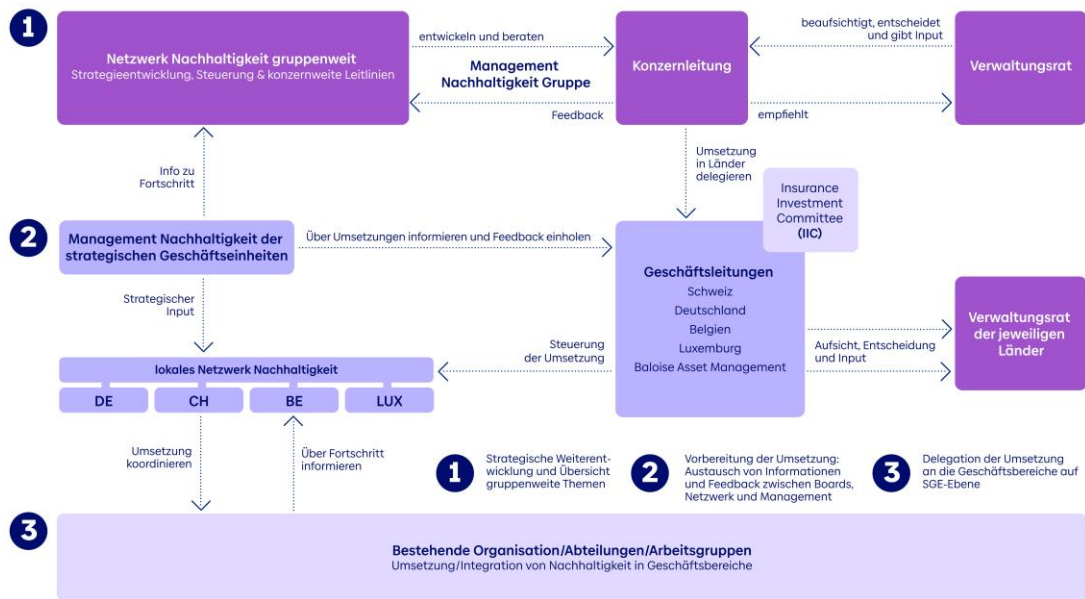 1
Netzwerk Nachhaltigkeit gruppenweit
Strategieentwicklung, Steuerung & konzernweite Leitlinien
entwickeln und beraten
Management
Nachhaltigkeit Gruppe
Feedback
Konzernleitung
beaufsichtigt, entscheidet
und gibt Input
empfiehlt
Verwaltungsrat
Info zu
Fortschritt
Umsetzung
in Länder
delegieren
Insurance
Investment
Committee
(IIC)
2
Management Nachhaltigkeit der
strategischen Geschäftseinheiten
Über Umsetzungen informieren und Feedback einholen
Geschäftsleitungen
Schweiz
Deutschland
Belgien
Luxemburg
Baloise Asset Management
Strategischer
Input
Steuerung
der Umsetzung
Aufsicht, Entscheidung
und Input
Verwaltungsrat
der jeweiligen
Länder
lokales Netzwerk Nachhaltigkeit
DE
CH
BE
LUX
Umsetzung
koordinieren
Über Fortschritt
informieren
1
Strategische Weiterent-
wicklung und Übersicht
gruppenweite Themen
2
Vorbereitung der Umsetzung:
Austausch von Informationen
und Feedback zwischen Boards,
Netzwerk und Management
3
Delegation der Umsetzung
an die Geschäftsbereiche auf
SGE-Ebene
3
Bestehende Organisation/Abteilungen/Arbeitsgruppen
Umsetzung/Integration von Nachhaltigkeit in Geschäftsbereiche